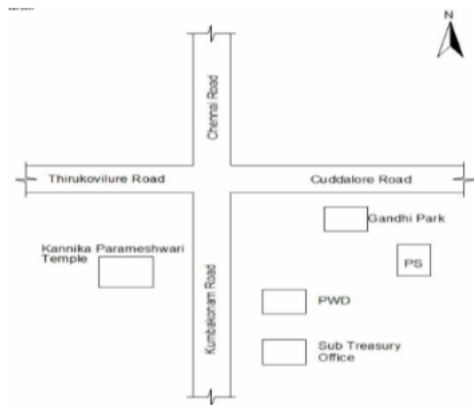 N
Chennai Road
Thirukovilure Road
Cuddalore Road
Gandhi Park
Kannika Parameshwari
Temple
PS
Kumbakonam Road
PWD
Sub Treasury
Office